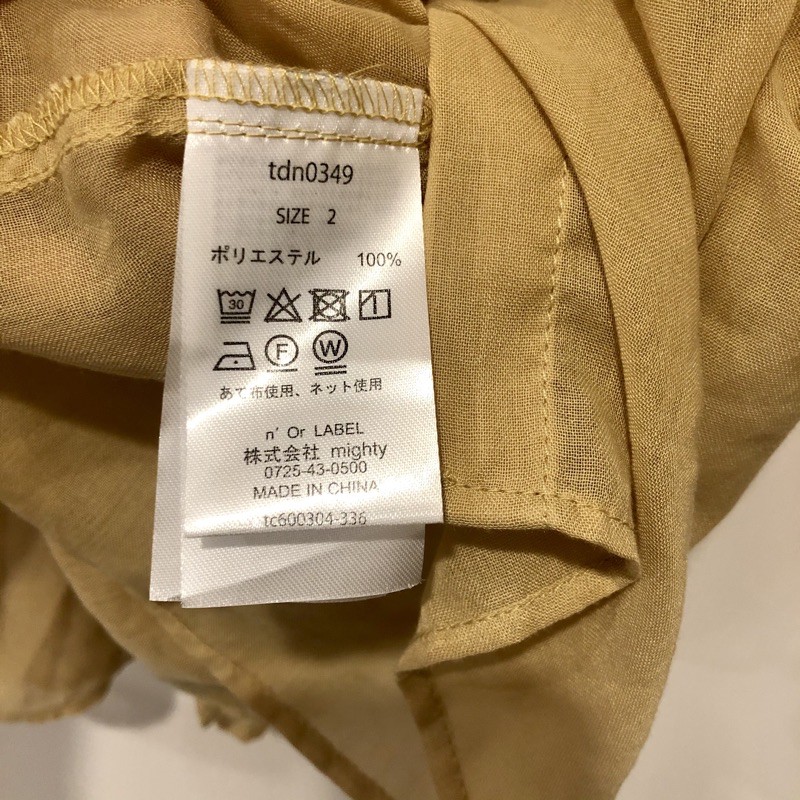 tdn0349
SIZE 2
ポリエステル 100%
30
F W
あて布使用、ネット使用
n' Or LABEL
株式会社 mighty
0725-43-0500
MADE IN CHINA
tc600304-336